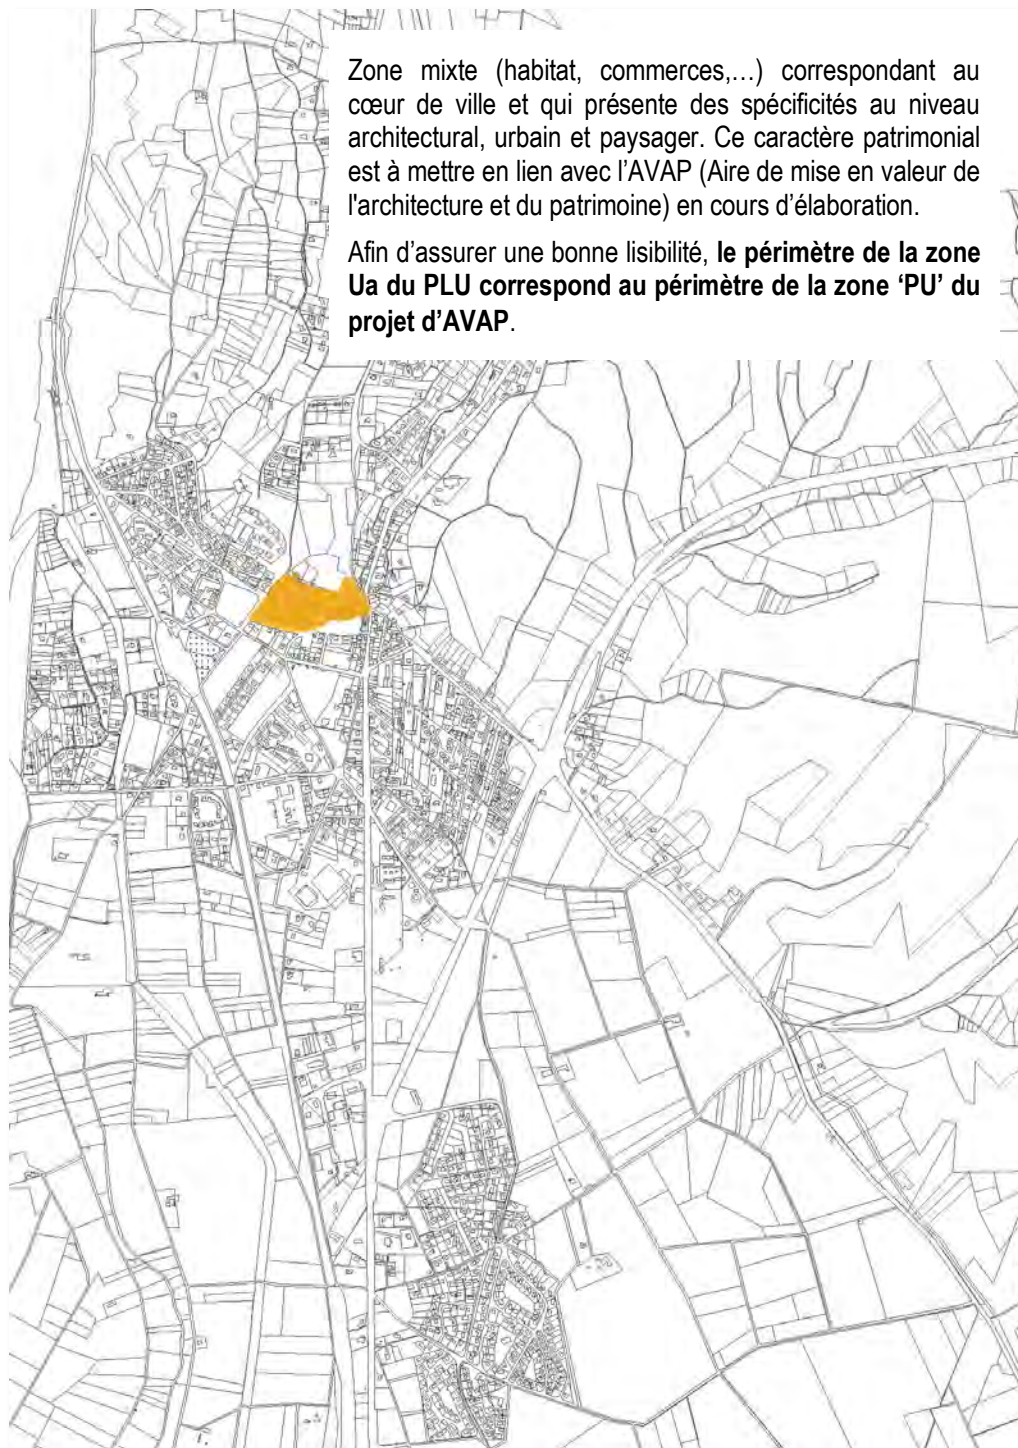 Zone mixte (habitat, commerces,…) correspondant au
cœur de ville et qui présente des spécificités au niveau
architectural, urbain et paysager. Ce caractère patrimonial
est à mettre en lien avec l’AVAP (Aire de mise en valeur de
l'architecture et du patrimoine) en cours d’élaboration.
Afin d’assurer une bonne lisibilité, le périmètre de la zone
Ua du PLU correspond au périmètre de la zone ‘PU’ du
projet d’AVAP.